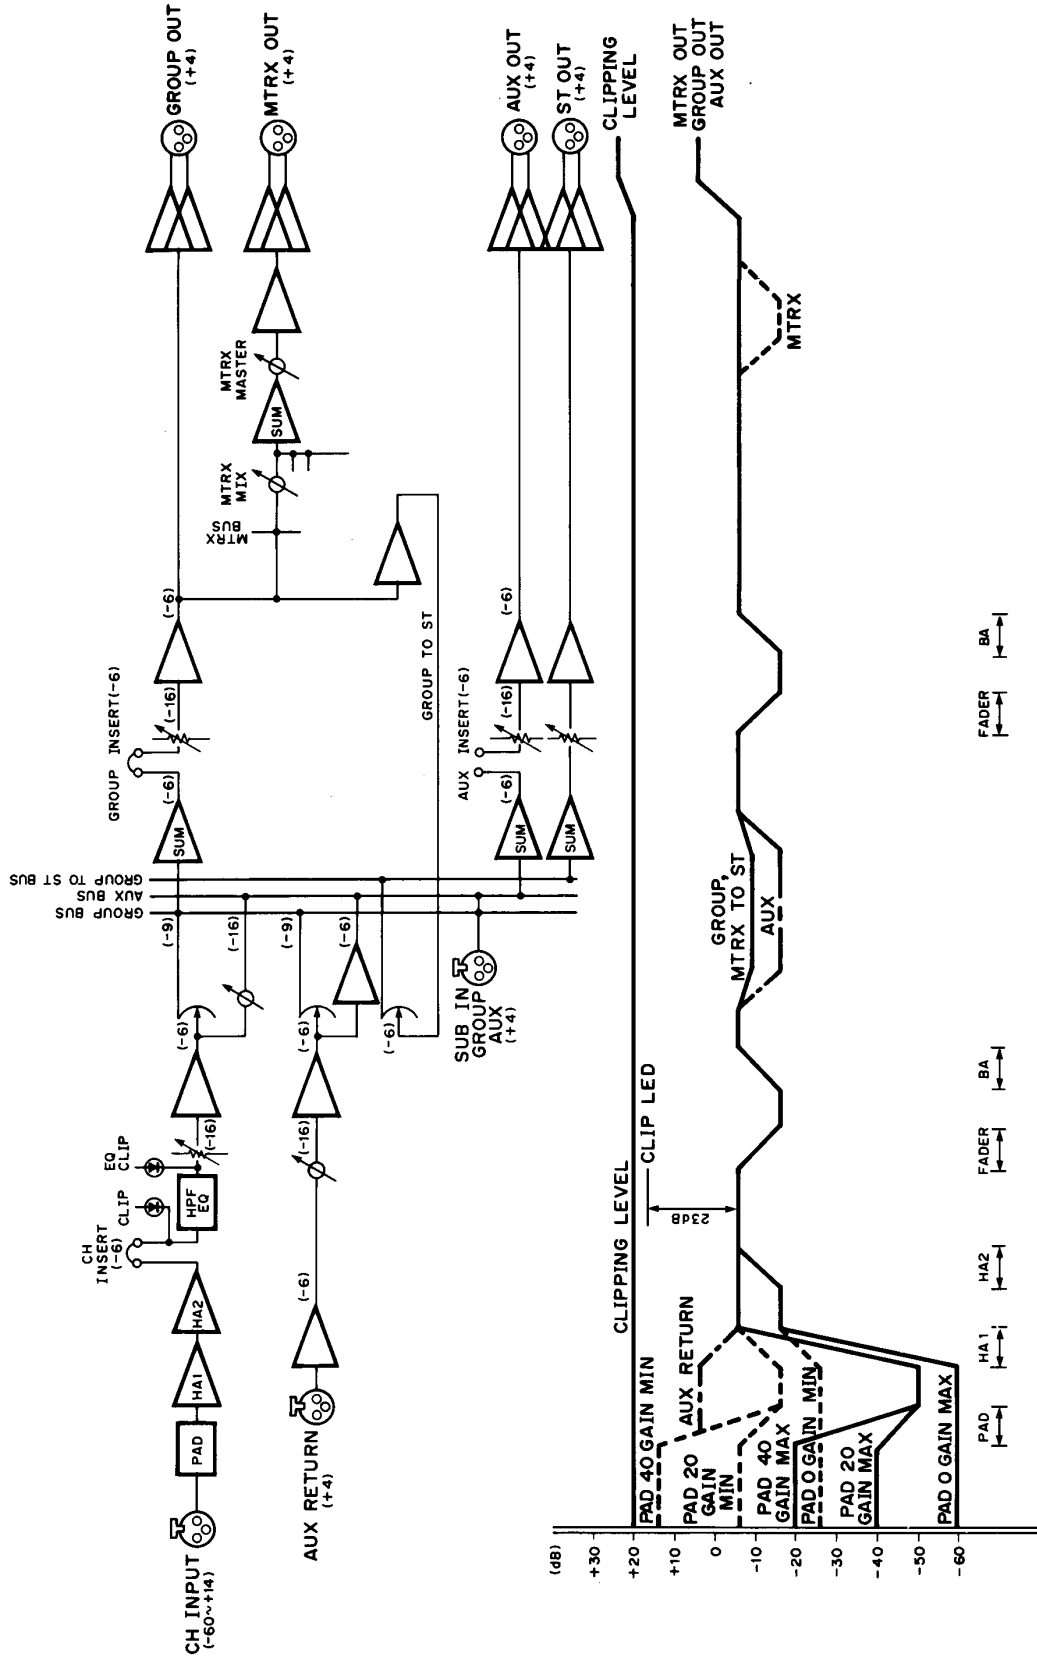 CH INPUT
(-60~+14)
PAD
HA1
HA2
CH
INSERT
(-6)
CLIP
EQ
CLIP
HPF
EQ
(-16)
(-6)
(-9)
(-16)
GROUP BUS
AUX BUS
GROUP TO ST BUS
SUM
(-6)
GROUP INSERT(-6)
(-16)
(-6)
GROUP OUT
(+4)
MTRX
BUS
MTRX
MIX
SUM
MTRX
MASTER
MTRX OUT
(+4)
AUX RETURN
(+4)
(-6)
(-16)
(-6)
(-9)
(-6)
(-6)
GROUP TO ST
SUB IN
GROUP
AUX
(+4)
SUM
(-6)
AUX INSERT(-6)
(-16)
(-6)
AUX OUT
(+4)
SUM
ST OUT
(+4)
(dB)
+30
+20
+10
0
-10
-20
-30
-40
-50
-60
CLIPPING LEVEL
CLIP LED
23dB
CLIPPING
LEVEL
PAD 40 GAIN MIN
AUX RETURN
PAD 20
GAIN
MIN
PAD 40
GAIN MAX
PAD 0 GAIN MIN
PAD 20
GAIN MAX
PAD 0 GAIN MAX
GROUP,
MTRX TO ST
AUX
MTRX
MTRX OUT
GROUP OUT
AUX OUT
PAD
HA1
HA2
FADER
BA
FADER
BA